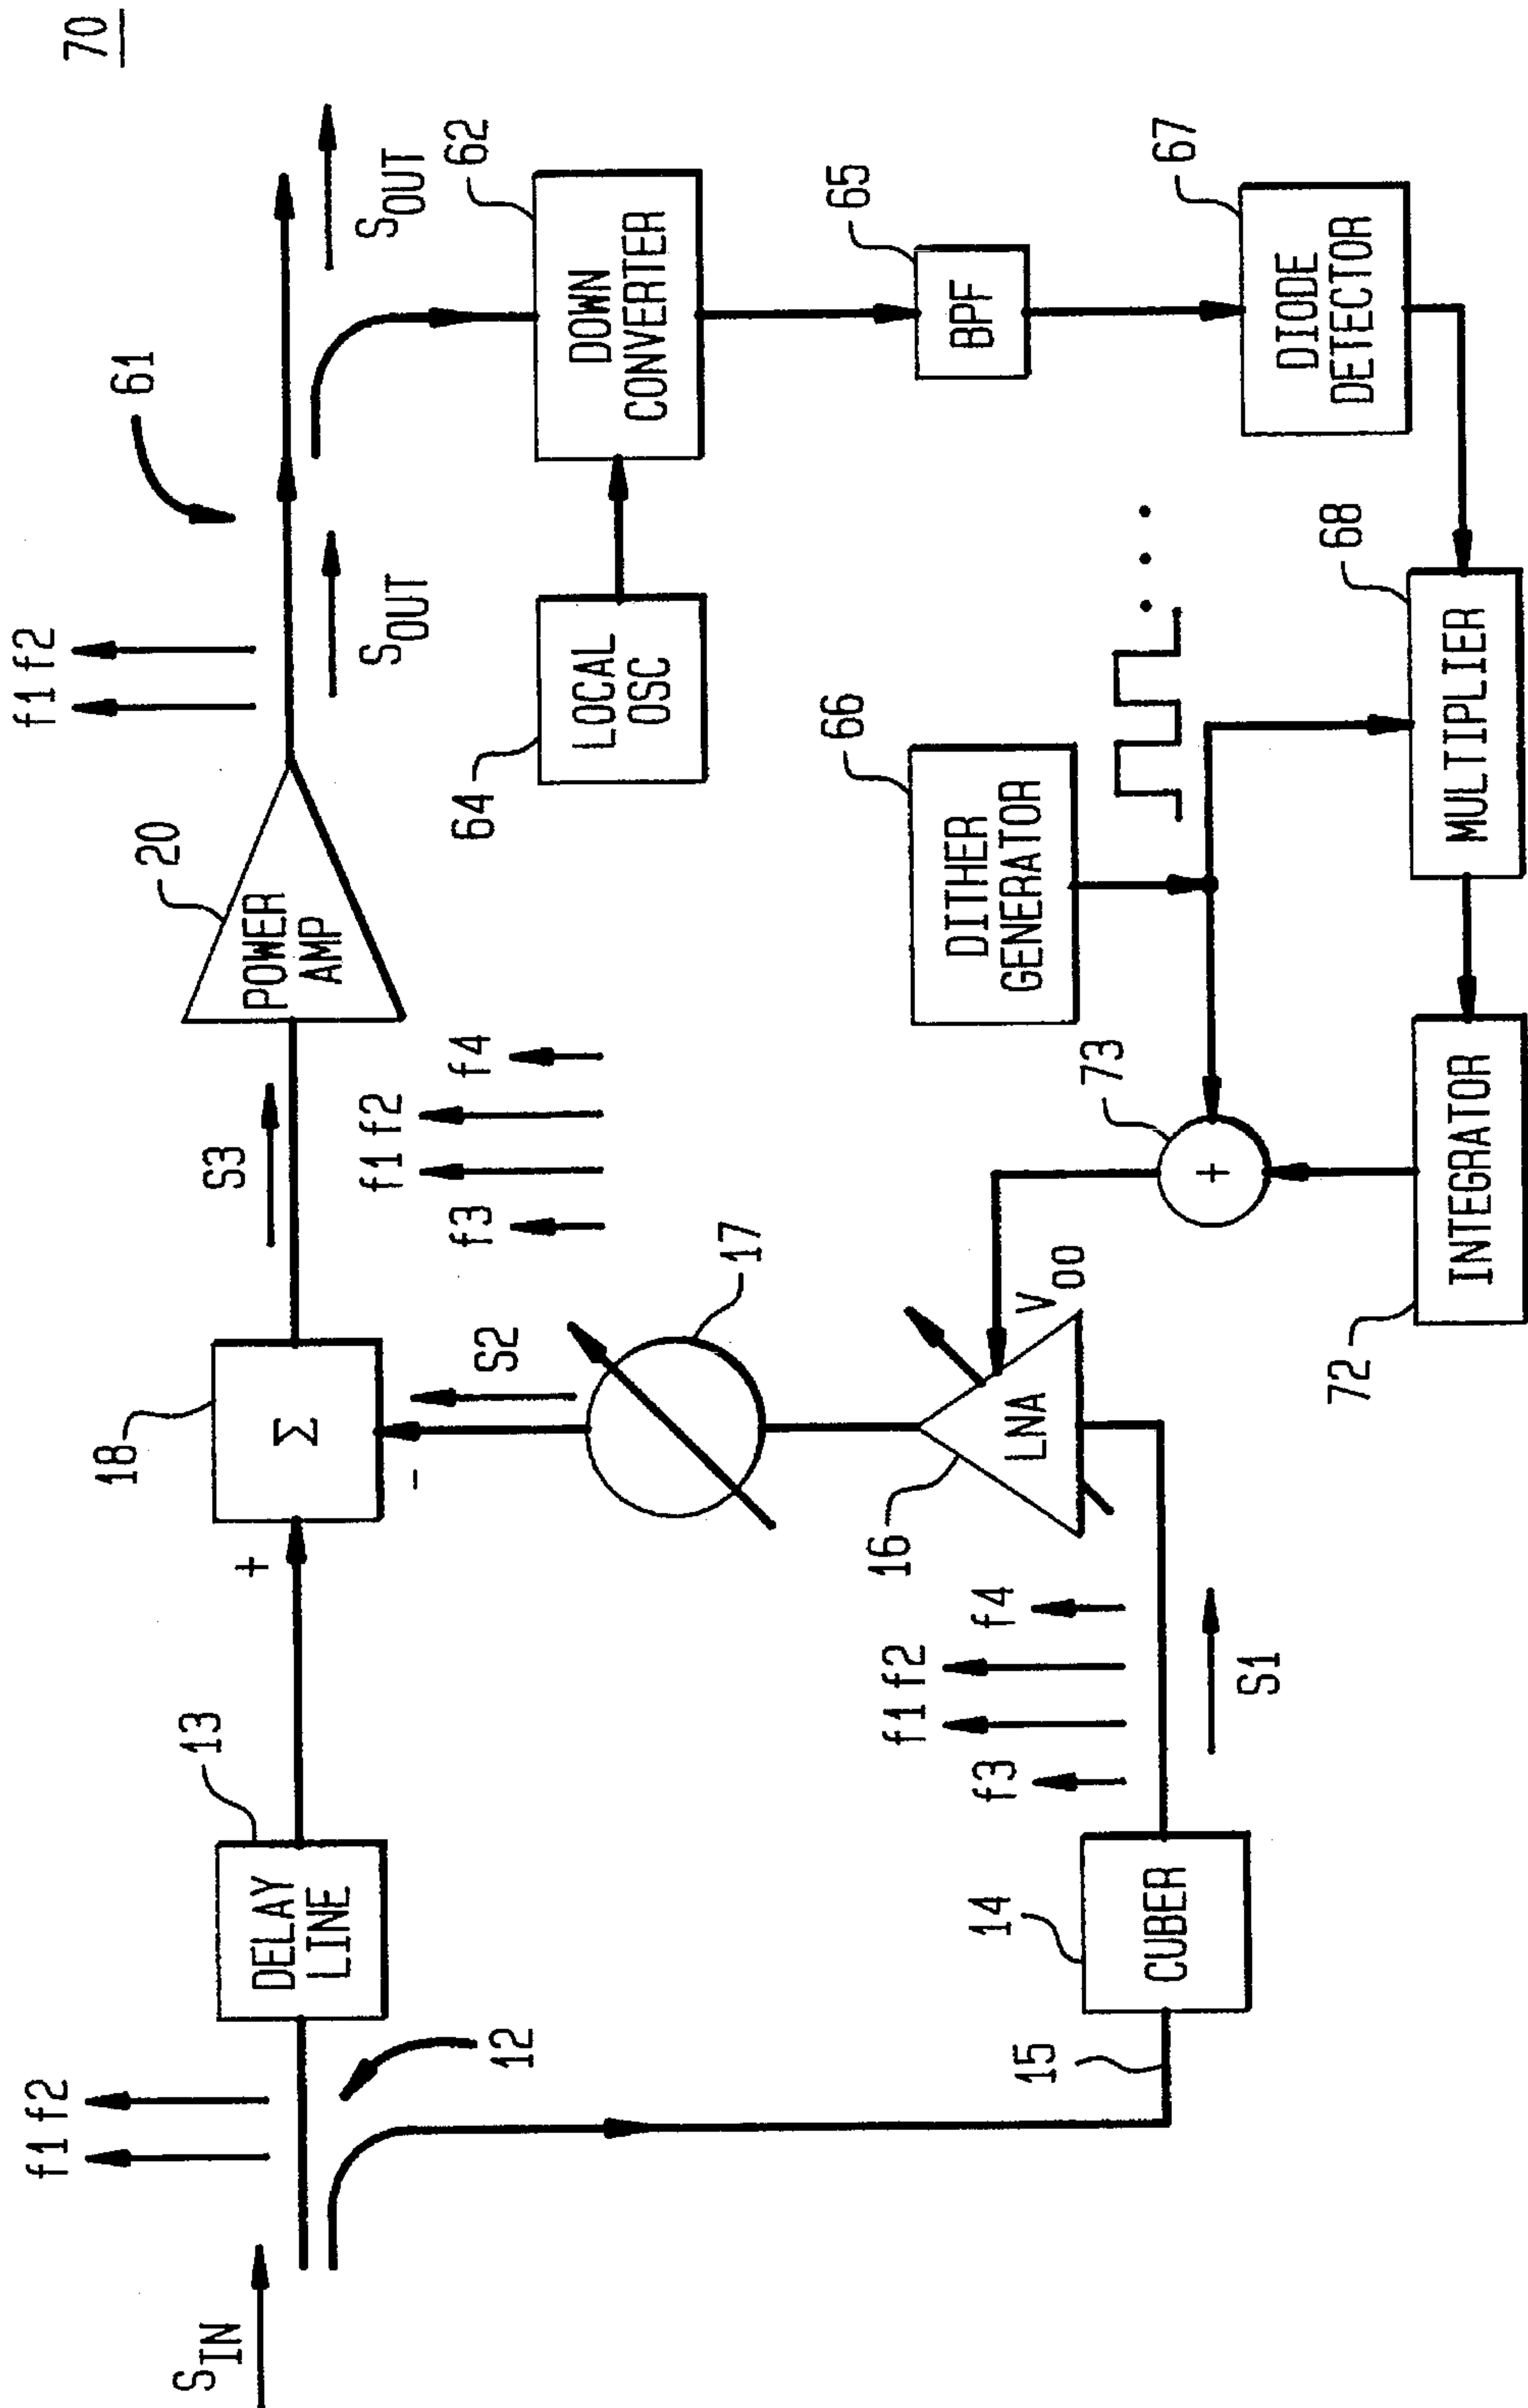 70
f1 f2
S_IN
12
13
DELAY
LINE
+
18
Σ
-
S3
f3 f1 f2 f4
20
POWER
AMP
f1 f2
S_OUT
61
S_OUT
S2
17
16
LNA
V_00
15
14
CUBER
f3 f1 f2 f4
S1
62
DOWN
CONVERTER
64
LOCAL
OSC
65
BPF
67
DIODE
DETECTOR
66
DITHER
GENERATOR
68
MULTIPLIER
73
+
72
INTEGRATOR